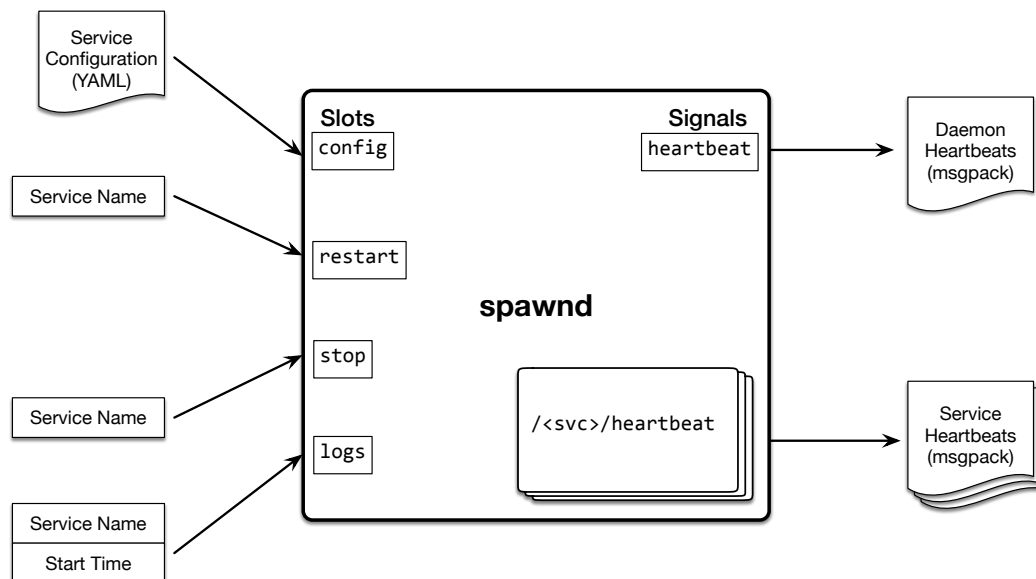 Service
Configuration
(YAML)
Service Name
Service Name
Service Name
Start Time
Slots
config
restart
stop
logs
Signals
heartbeat
spawnd
/<svc>/heartbeat
Daemon
Heartbeats
(msgpack)
Service
Heartbeats
(msgpack)